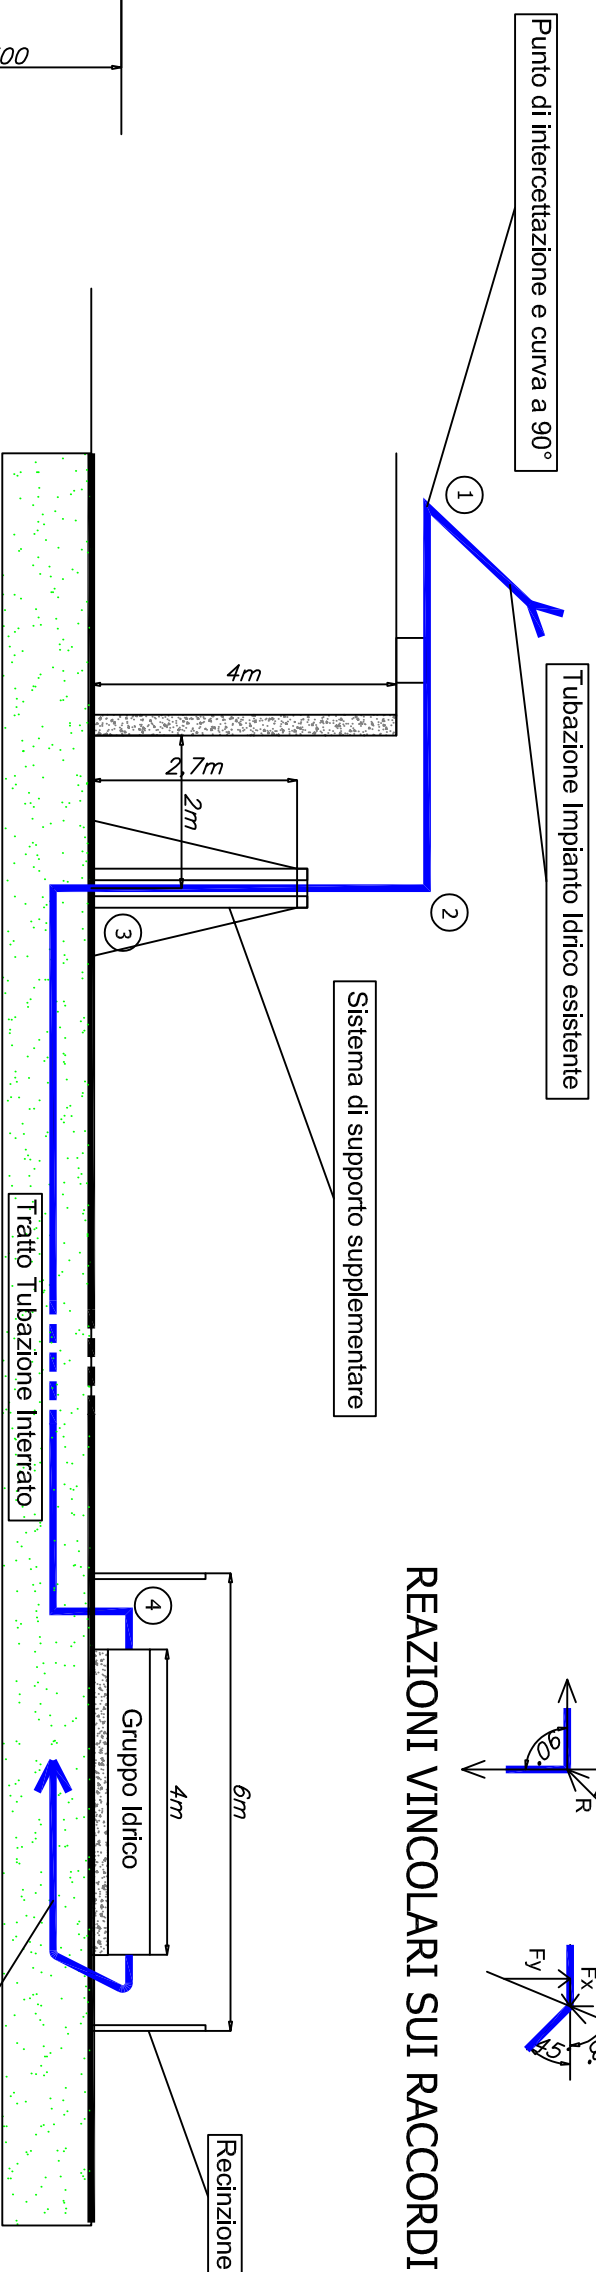 Punto di intercettazione e curva a 90°
Tubazione Impianto Idrico esistente
1
2
3
4
4m
2,7m
2m
Sistema di supporto supplementare
Tratto Tubazione Interrato
Gruppo Idrico
4m
6m
Recinzione
REAZIONI VINCOLARI SUI RACCORDI
90°
R
Fx
Fy
45°